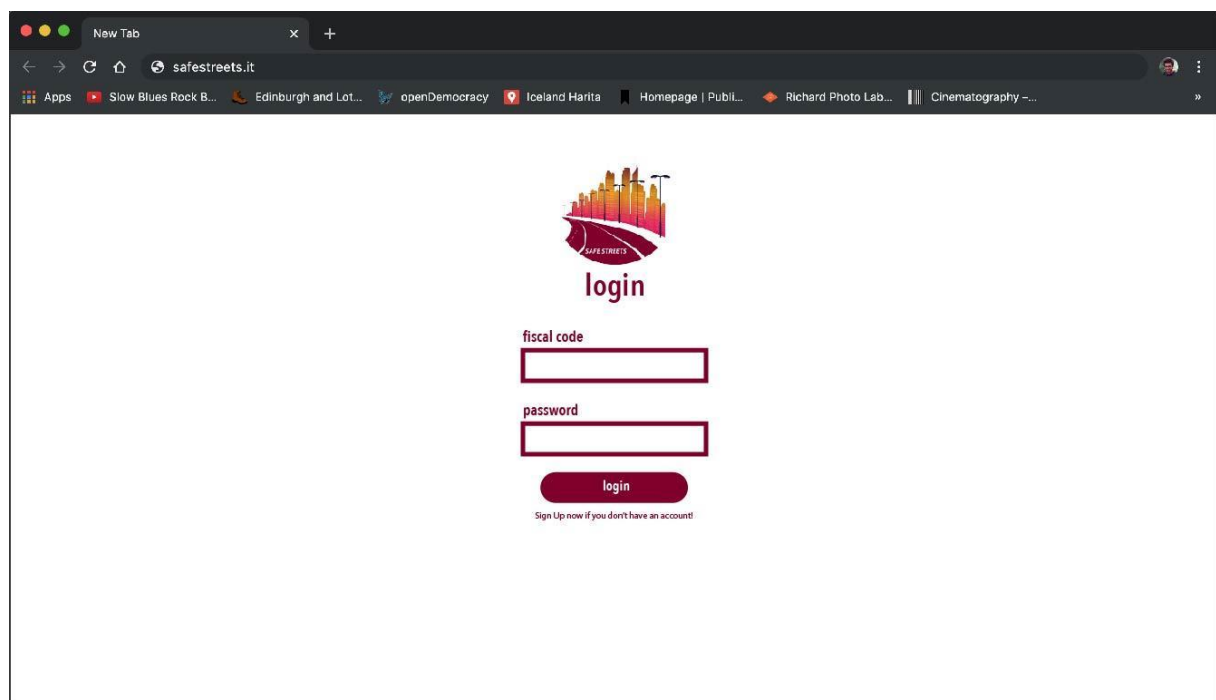 New Tab
safestreets.it
Apps Slow Blues Rock B... Edinburgh and Lot... openDemocracy Iceland Harita Homepage | Publi... Richard Photo Lab... Cinematography –... »
SAFE STREETS
login
fiscal code
password
login
Sign Up now if you don't have an account!